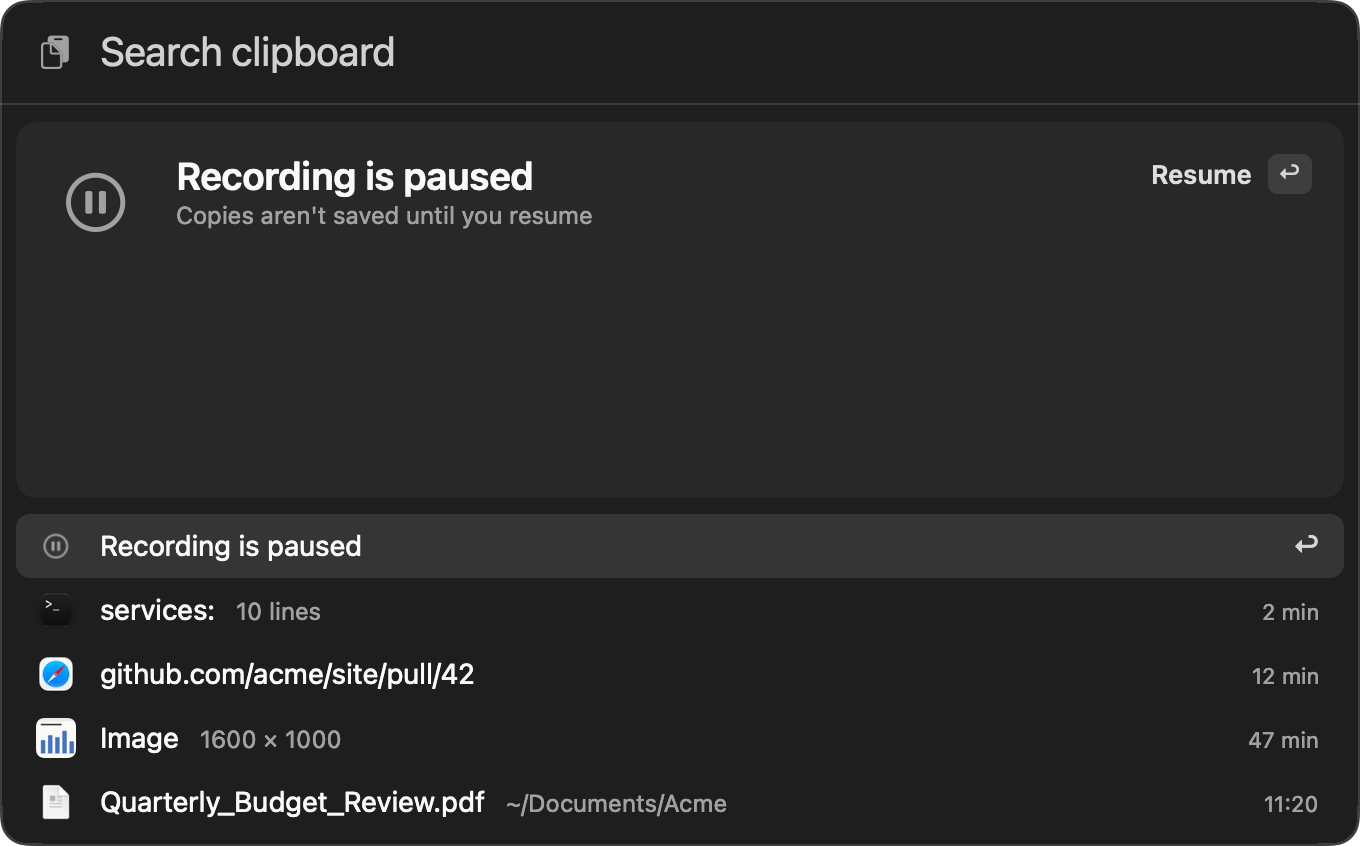 Search clipboard
Recording is paused
Resume ↩
Copies aren't saved until you resume
Recording is paused ↩
>_ services: 10 lines 2 min
github.com/acme/site/pull/42 12 min
Image 1600 × 1000 47 min
Quarterly_Budget_Review.pdf ~/Documents/Acme 11:20